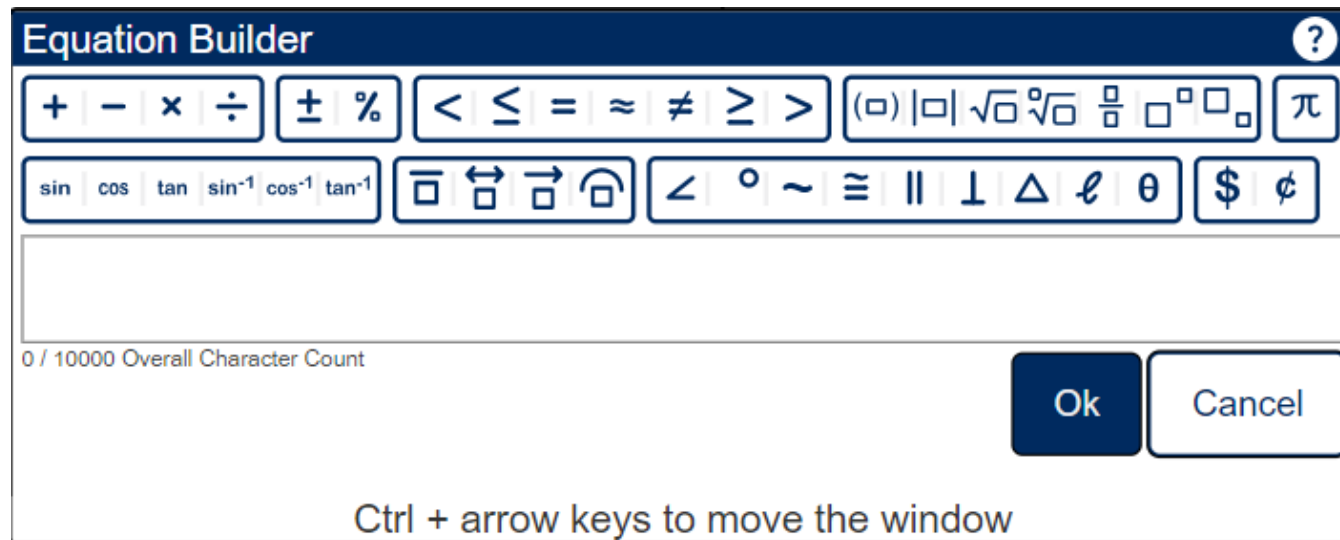 Equation Builder ?
+ − × ÷ ± % < ≤ = ≈ ≠ ≥ > (▫) |▫| √▫ ▫√▫ ▫/▫ ▫▫ ▫▫ π
sin cos tan sin⁻¹ cos⁻¹ tan⁻¹ ∠ ° ~ ≅ || ⊥ △ ℓ θ $ ¢
0 / 10000 Overall Character Count
Ok Cancel
Ctrl + arrow keys to move the window